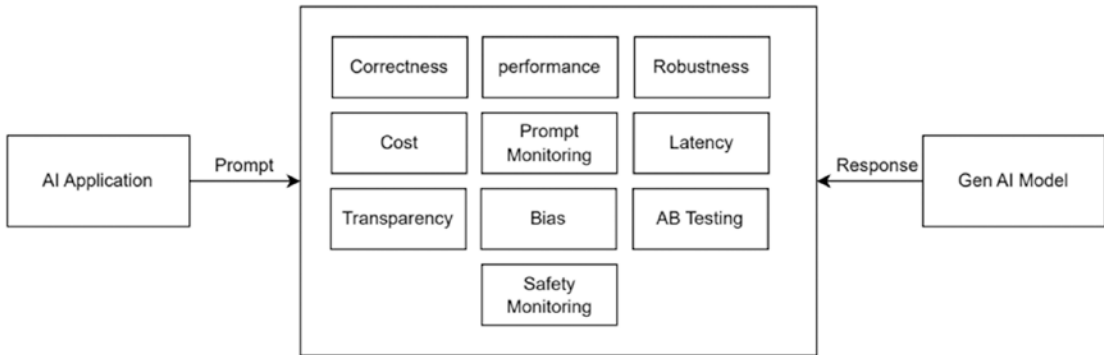 Correctness
performance
Robustness
Cost
Prompt
Monitoring
Latency
AI Application
Prompt
Response
Gen AI Model
Transparency
Bias
AB Testing
Safety
Monitoring